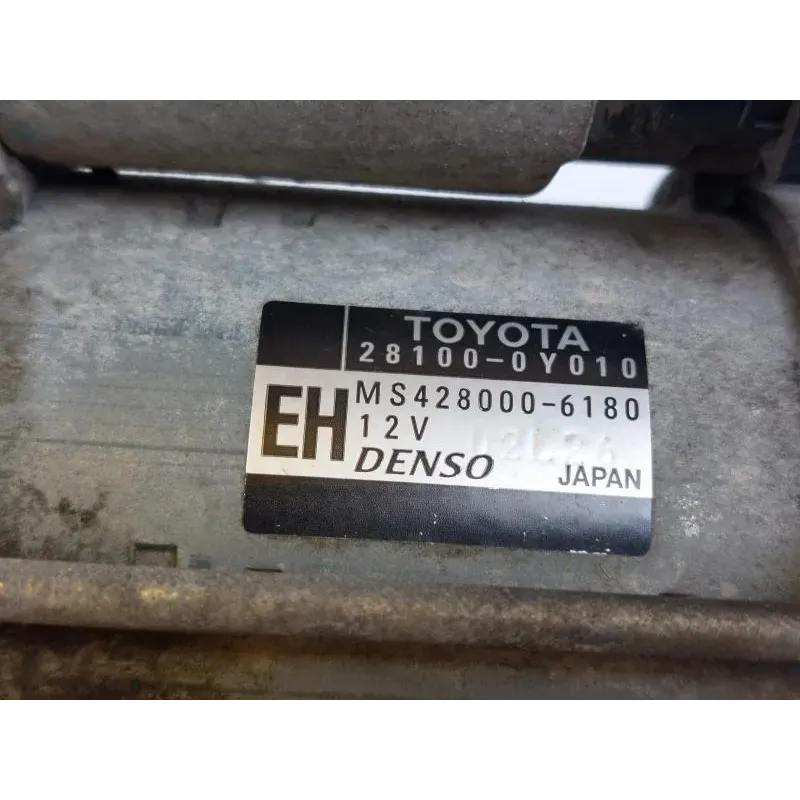 TOYOTA
28100-0Y010
EH
MS428000-6180
12V
DENSO
JAPAN